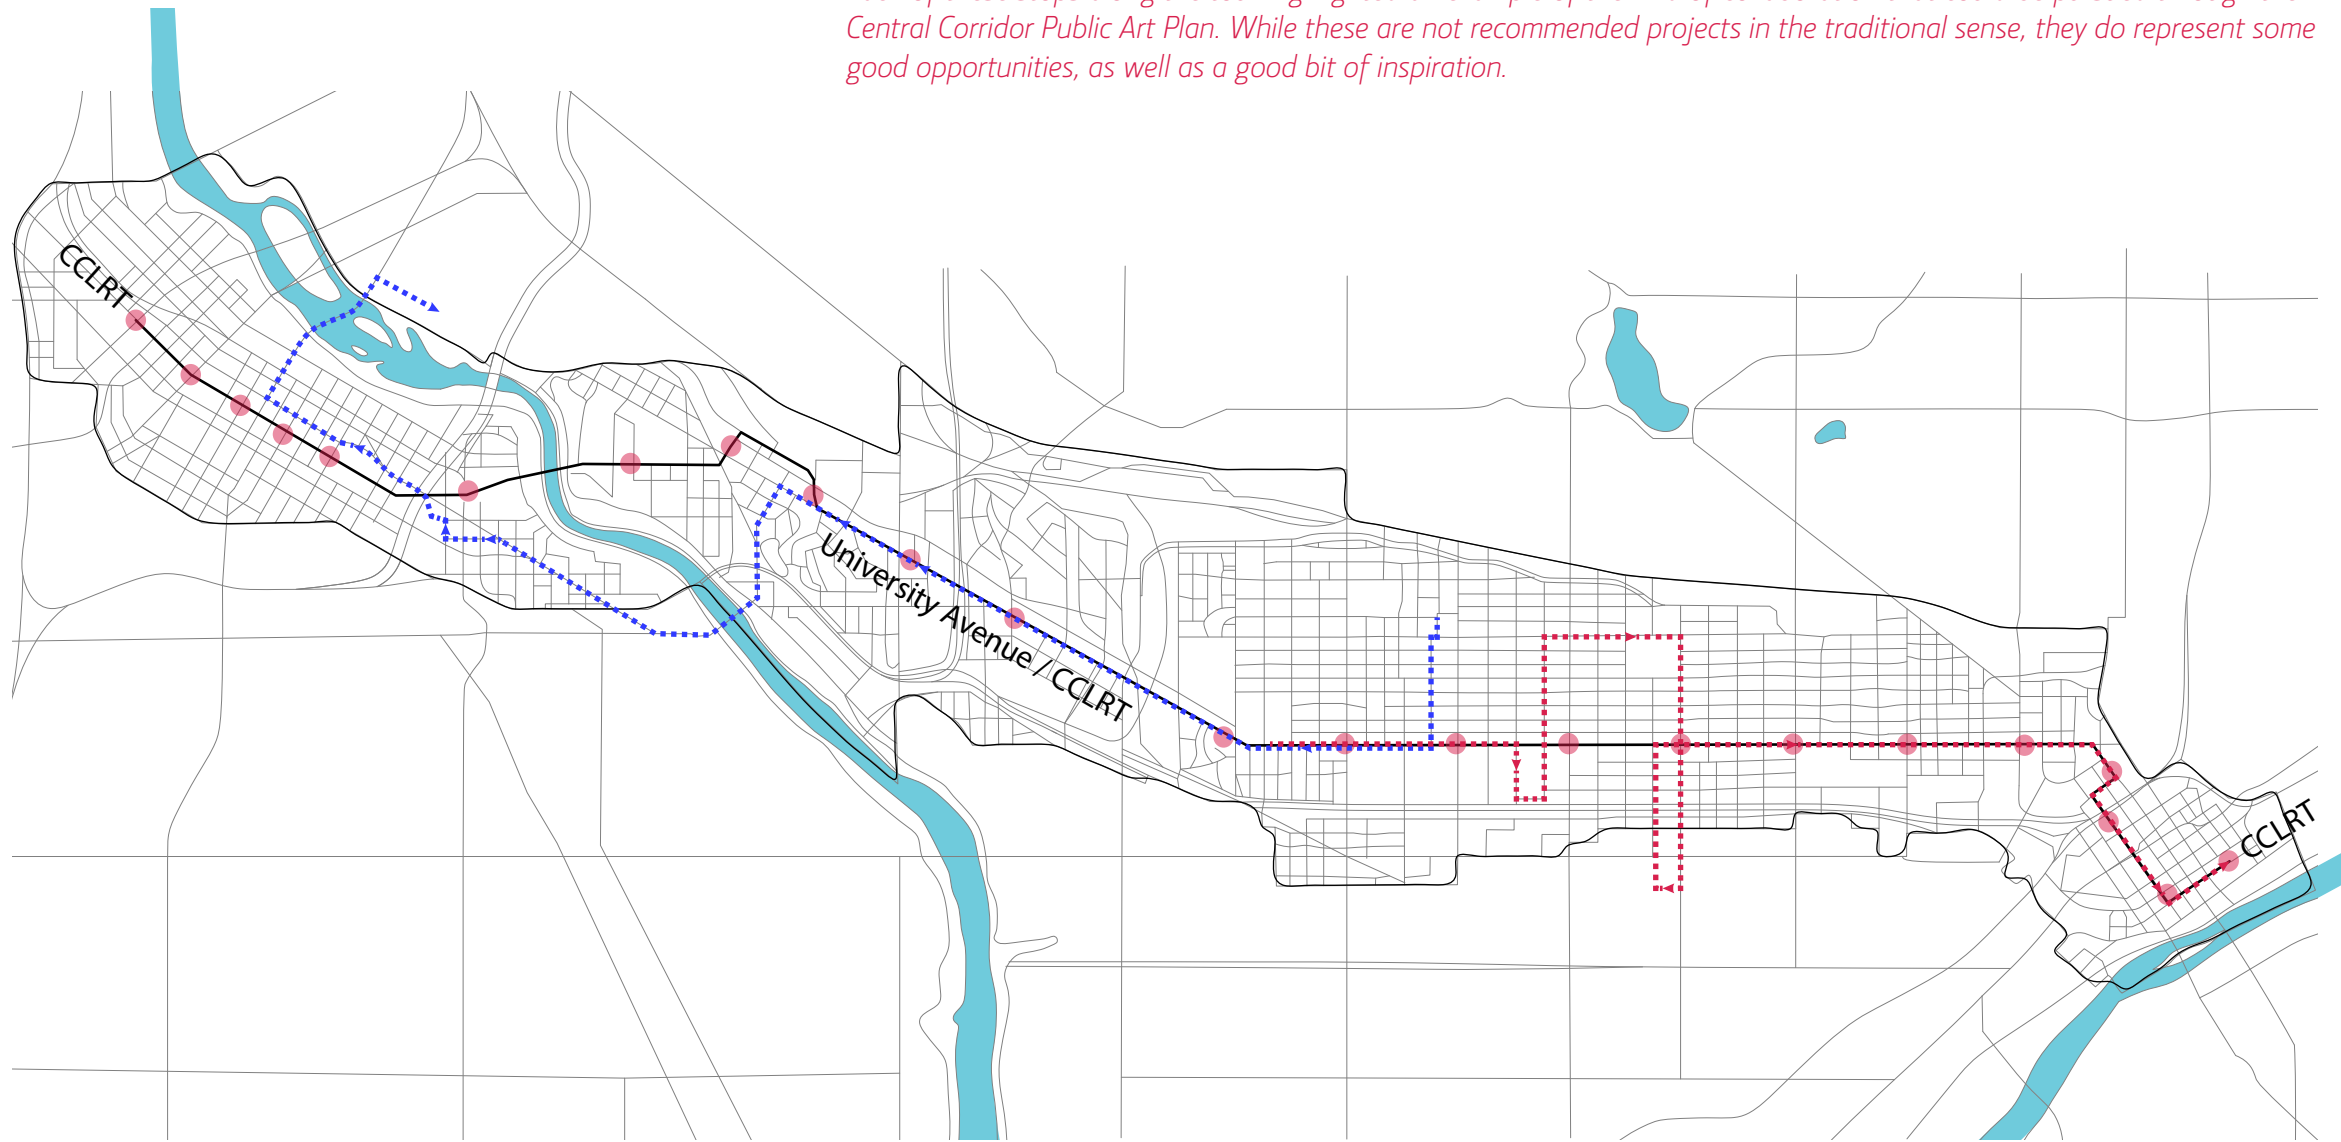 Central Corridor Public Art Plan. While these are not recommended projects in the traditional sense, they do represent some
good opportunities, as well as a good bit of inspiration.
CCLRT
University Avenue / CCLRT
CCLRT